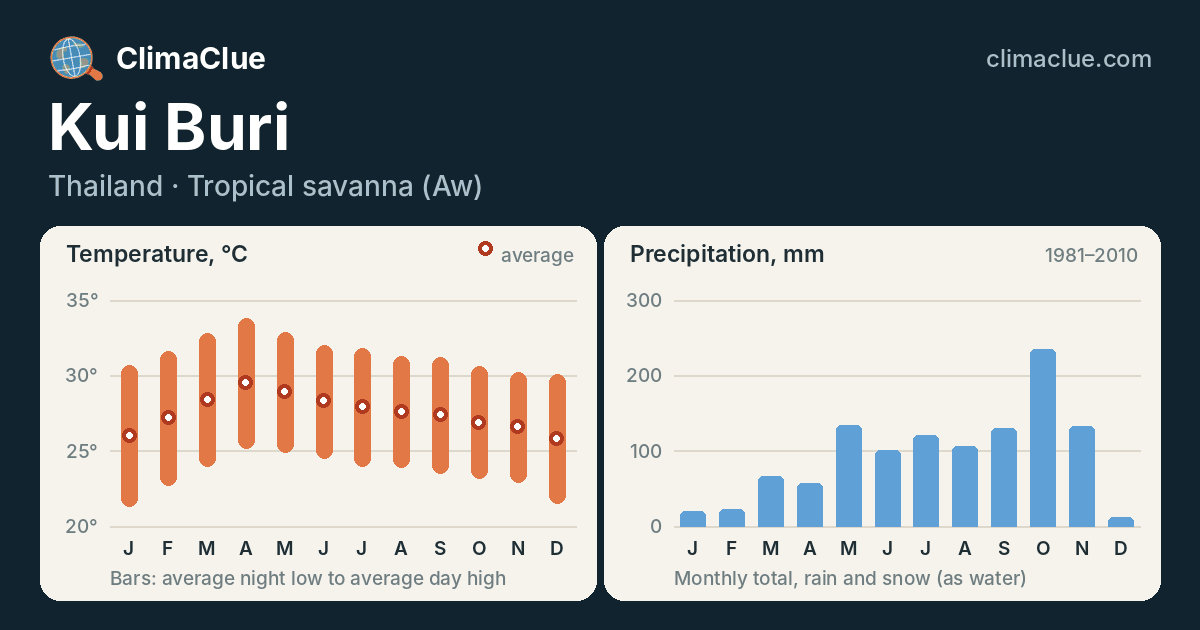 ClimaClue
climaclue.com
Kui Buri
Thailand · Tropical savanna (Aw)
Temperature, °C
average
35°
30°
25°
20°
J F M A M J J A S O N D
Bars: average night low to average day high
Precipitation, mm
1981–2010
300
200
100
0
J F M A M J J A S O N D
Monthly total, rain and snow (as water)